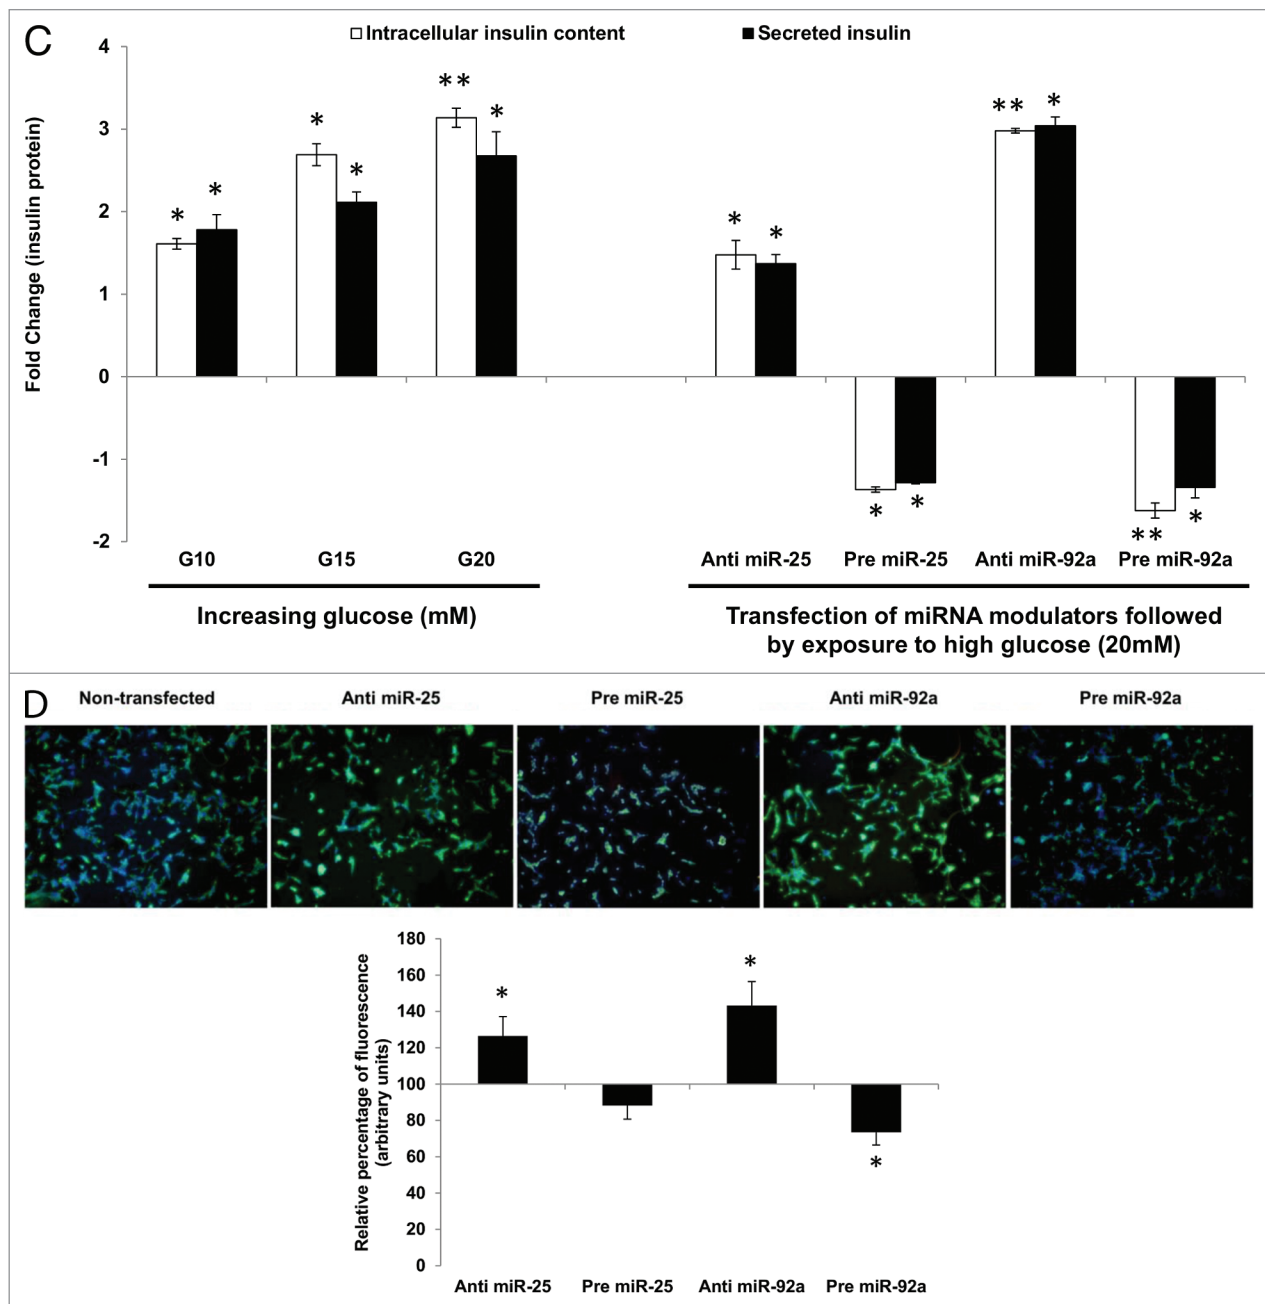 C
Intracellular insulin content
Secreted insulin
Fold Change (insulin protein)
4
3
2
1
0
-1
-2
* * ** * * * * * ** *
* * * * ** *
G10 G15 G20 Anti miR-25 Pre miR-25 Anti miR-92a Pre miR-92a
Increasing glucose (mM)
Transfection of miRNA modulators followed
by exposure to high glucose (20mM)
D
Non-transfected Anti miR-25 Pre miR-25 Anti miR-92a Pre miR-92a
Relative percentage of fluorescence
(arbitrary units)
180
160
140
120
100
80
60
40
20
0
* * *
Anti miR-25 Pre miR-25 Anti miR-92a Pre miR-92a